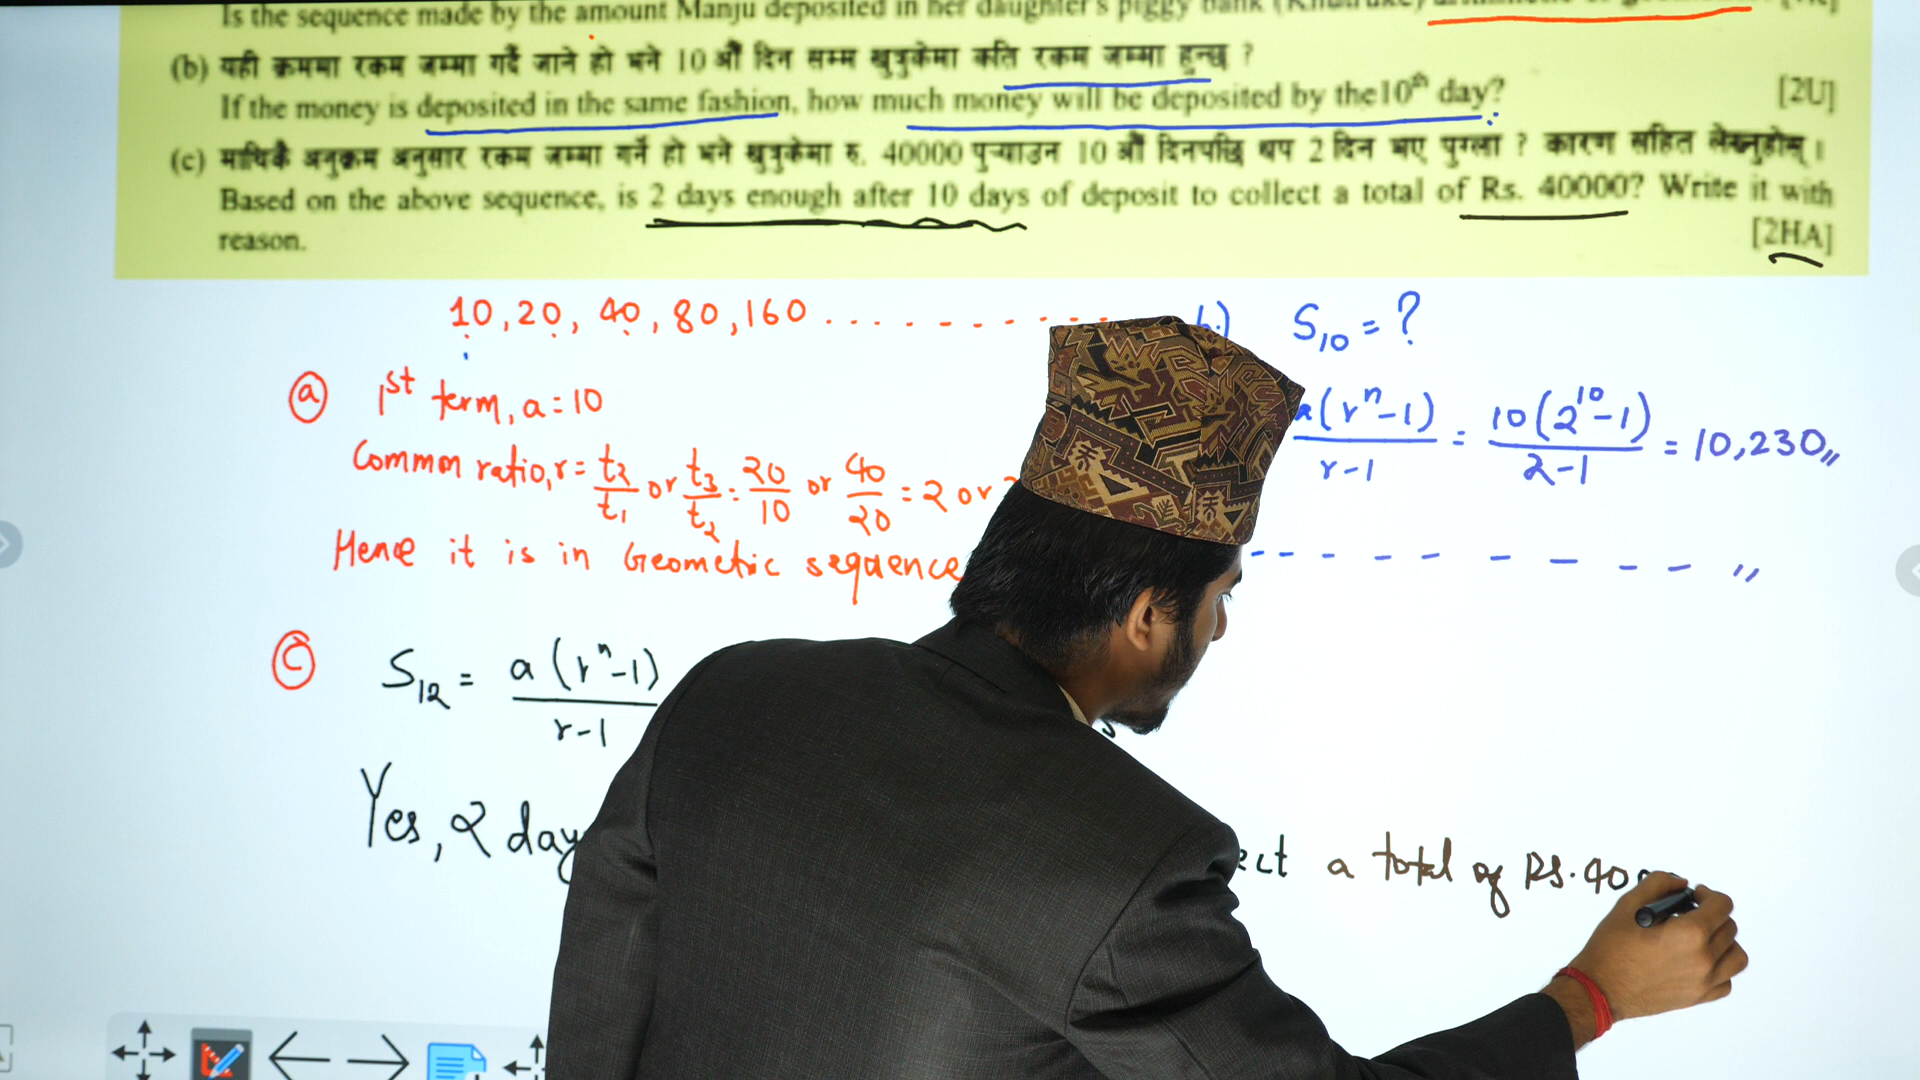 Is the sequence made by the amount Manju deposited in her daughter's piggy bank
(b) यही क्रममा रकम जम्मा गर्दै जाने हो भने 10 औं दिन सम्म खुत्रुकेमा कति रकम जम्मा हुन्छ ?
If the money is deposited in the same fashion, how much money will be deposited by the10th day?
[2U]
(c) माथिकै अनुक्रम अनुसार रकम जम्मा गर्ने हो भने खुत्रुकेमा रु. 40000 पुऱ्याउन 10 औं दिनपछि थप 2 दिन भए पुग्ला ? कारण सहित लेख्नुहोस् ।
Based on the above sequence, is 2 days enough after 10 days of deposit to collect a total of Rs. 40000? Write it with
reason.
[2HA]
10, 20, 40, 80, 160 ..........
(a) 1st term, a = 10
Common ratio, r = t2/t1 or t3/t2 = 20/10 or 40/20 = 2 or
Hence it is in Geometric sequence
b.) S10 = ?
a(r^n-1)/r-1 = 10(2^10-1)/2-1 = 10,230,,
(c) S12 = a(r^n-1)/r-1
Yes, 2 day
ect a total of Rs. 40